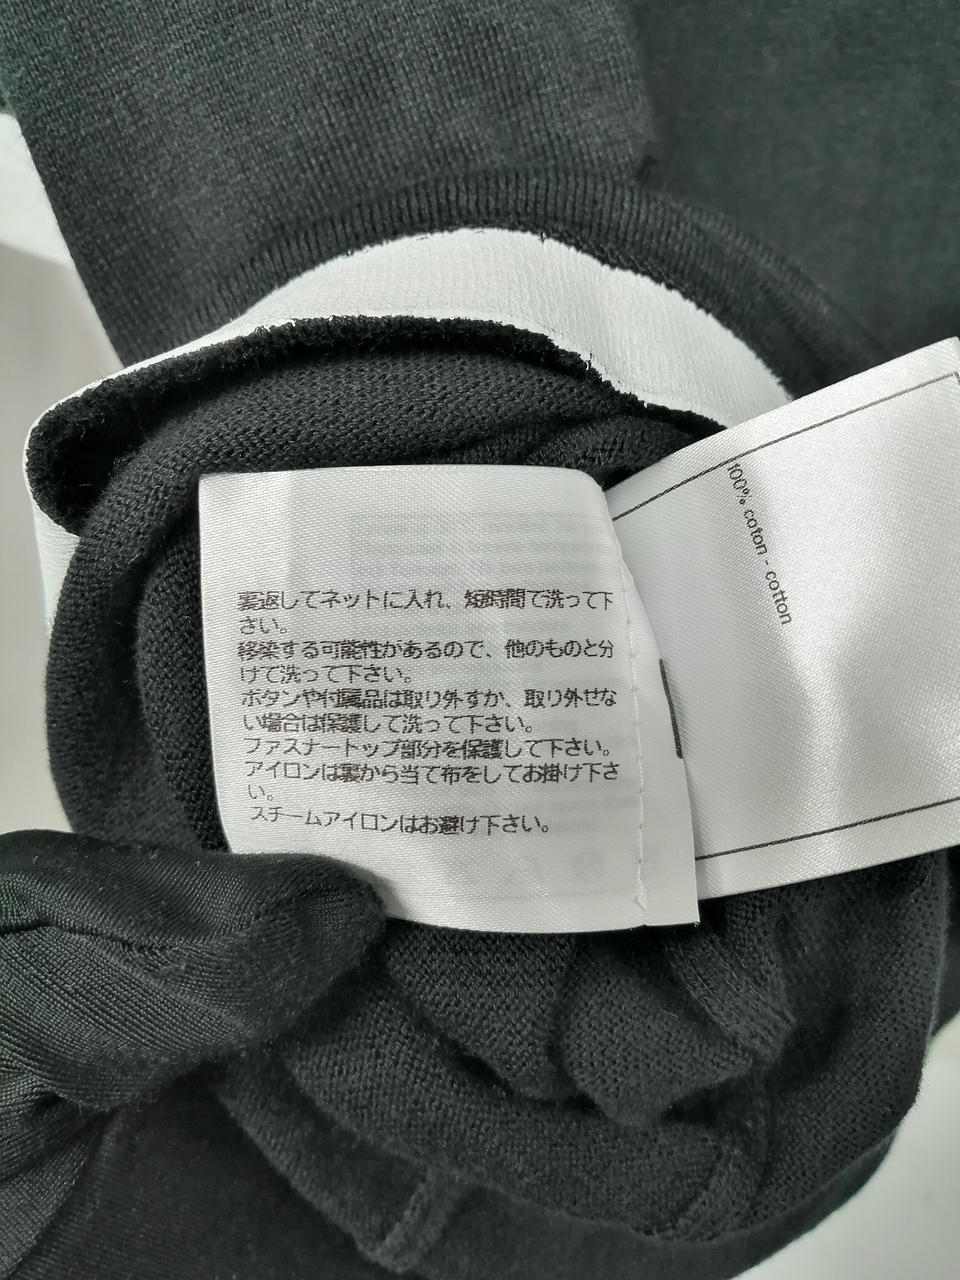 裏返してネットに入れ、短時間で洗って下
さい。
移染する可能性があるので、他のものと分
けて洗って下さい。
ボタンや付属品は取り外すか、取り外せな
い場合は保護して洗って下さい。
ファスナートップ部分を保護して下さい。
アイロンは裏から当て布をしてお掛け下さ
い。
スチームアイロンはお避け下さい。
100% coton - cotton